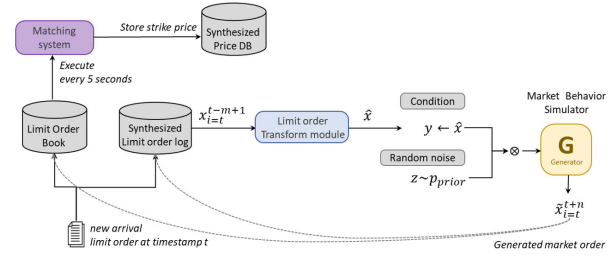 Matching
system
Store strike price
Synthesized
Price DB
Execute
every 5 seconds
Limit Order
Book
Synthesized
Limit order log
x_{i=t}^{t-m+1}
Limit order
Transform module
x̂
Condition
y ← x̂
Random noise
z~p_{prior}
⊗
Market Behavior
Simulator
G
Generator
x̃_{i=t}^{t+n}
new arrival
limit order at timestamp t
Generated market order